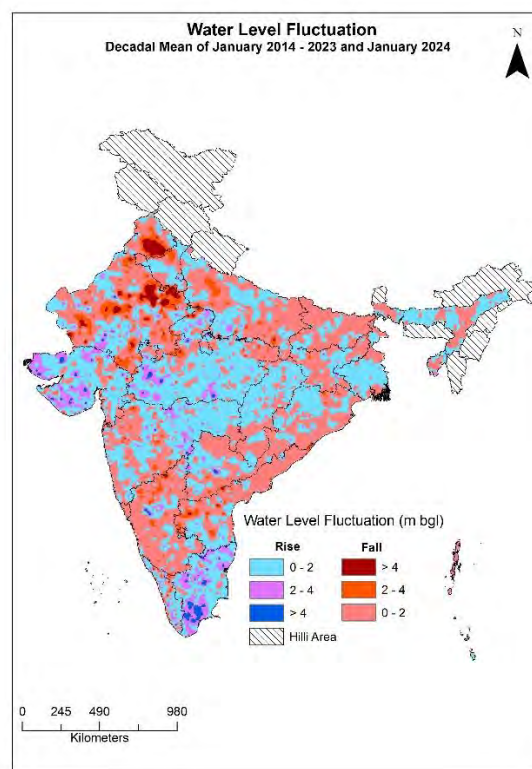 Water Level Fluctuation
Decadal Mean of January 2014 - 2023 and January 2024
N
Water Level Fluctuation (m bgl)
Rise Fall
0 - 2 > 4
2 - 4 2 - 4
> 4 0 - 2
Hilli Area
0 245 490 980
Kilometers